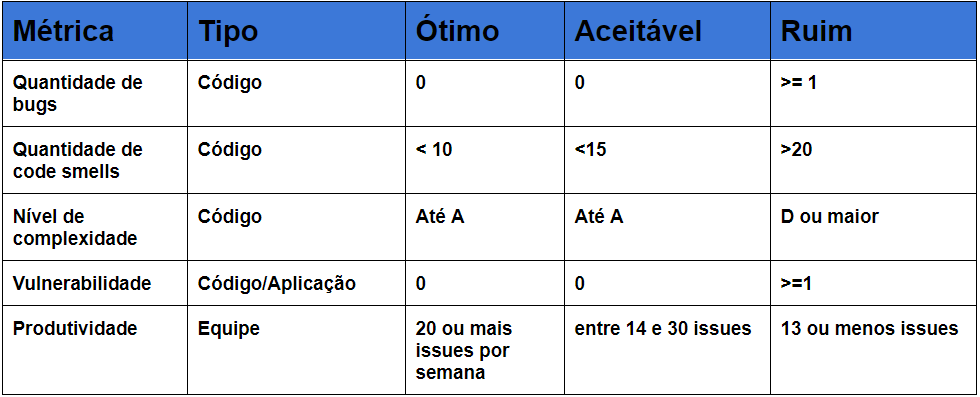 Métrica Tipo Ótimo Aceitável Ruim
Quantidade de
bugs
Código 0 0 >= 1
Quantidade de
code smells
Código < 10 <15 >20
Nível de
complexidade
Código Até A Até A D ou maior
Vulnerabilidade Código/Aplicação 0 0 >=1
Produtividade Equipe 20 ou mais
issues por
semana
entre 14 e 30 issues 13 ou menos issues